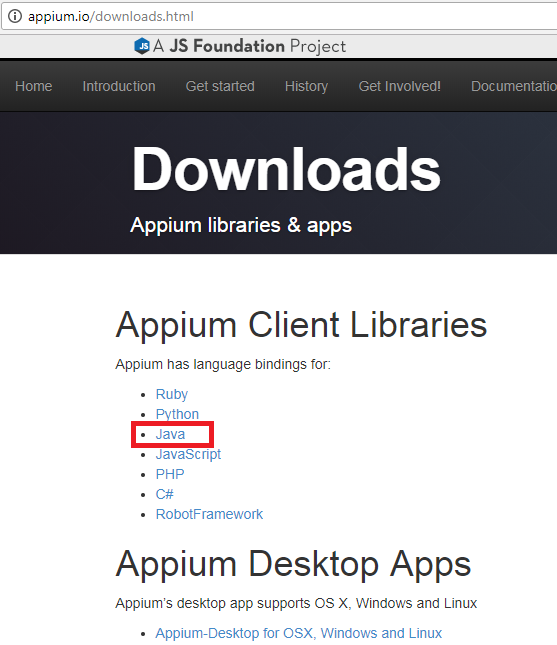 appium.io/downloads.html
JS A JS Foundation Project
Home Introduction Get started History Get Involved! Documentatio
Downloads
Appium libraries & apps
Appium Client Libraries
Appium has language bindings for:
Ruby
Python
Java
JavaScript
PHP
C#
RobotFramework
Appium Desktop Apps
Appium's desktop app supports OS X, Windows and Linux
Appium-Desktop for OSX, Windows and Linux